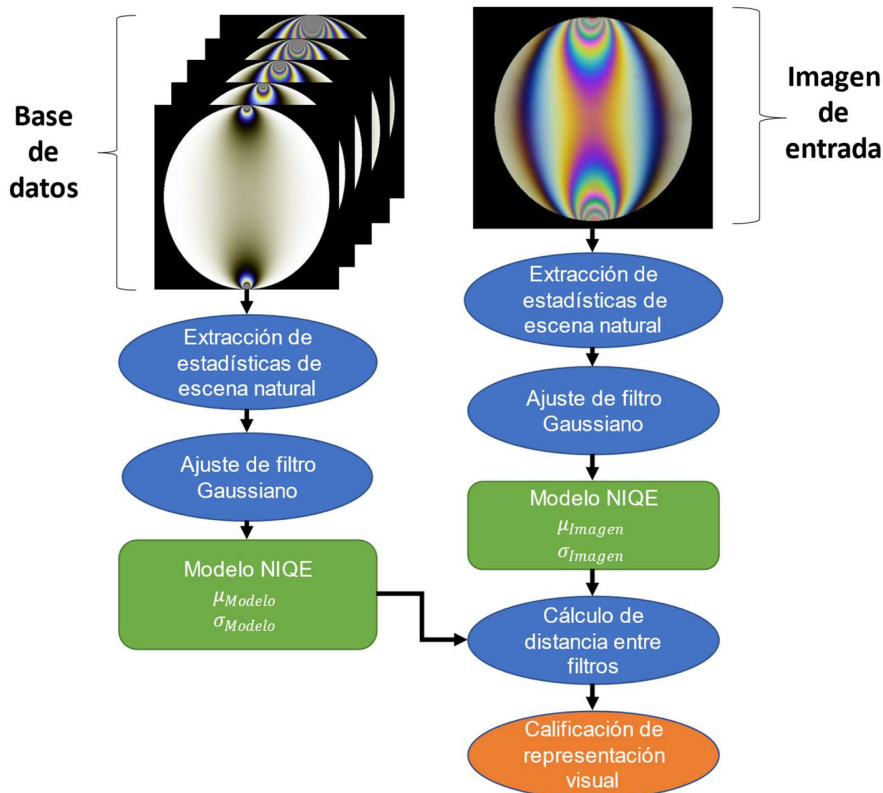 Base
de
datos
Imagen
de
entrada
Extracción de
estadísticas de
escena natural
Ajuste de filtro
Gaussiano
Modelo NIQE
μModelo
σModelo
Extracción de
estadísticas de
escena natural
Ajuste de filtro
Gaussiano
Modelo NIQE
μImagen
σImagen
Cálculo de
distancia entre
filtros
Calificación de
representación
visual